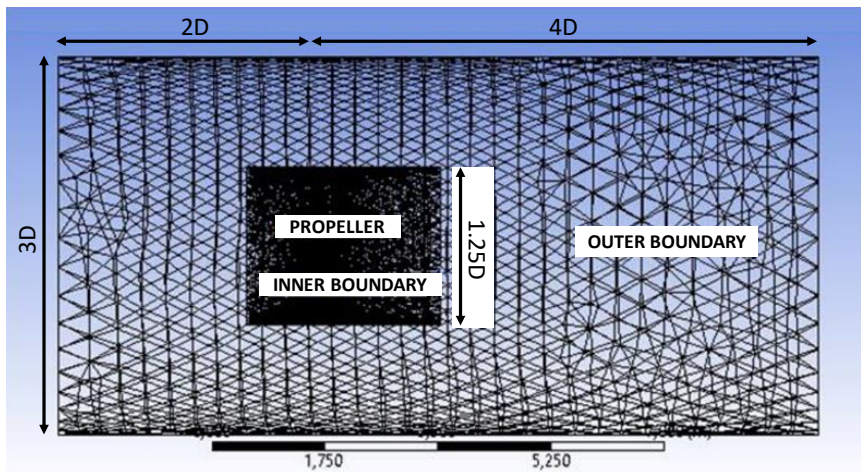 2D
4D
3D
PROPELLER
1.25D
OUTER BOUNDARY
INNER BOUNDARY
1,750
5,250